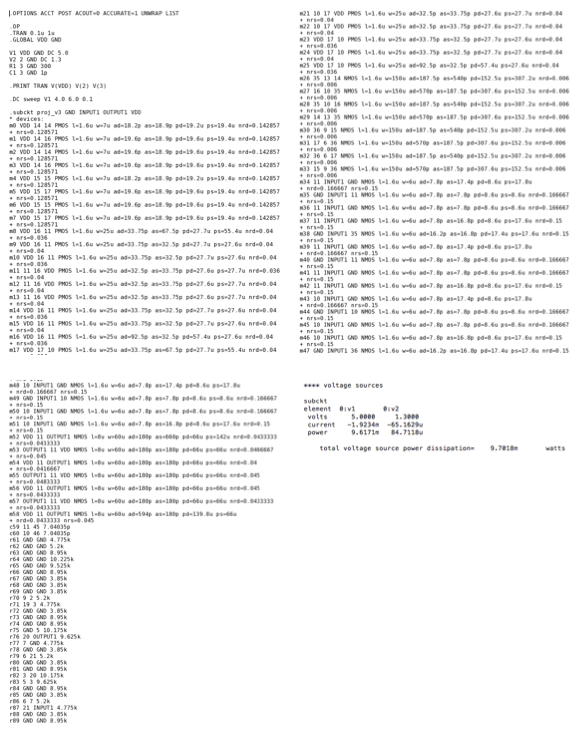 .OPTIONS ACCT POST ACOUT=0 ACCURATE=1 UNWRAP LIST
.OP
.TRAN 0.1u 1u
.GLOBAL VDD GND
V1 VDD GND DC 5.0
V2 2 GND DC 1.3
R1 3 GND 300
C1 3 GND 1p
.PRINT TRAN V(VDD) V(2) V(3)
.DC sweep V1 4.0 6.0 0.1
.subckt proj_v3 GND INPUT1 OUTPUT1 VDD
* devices:
m0 VDD 14 14 PMOS l=1.6u w=7u ad=18.2p as=18.9p pd=19.2u ps=19.4u nrd=0.142857
+ nrs=0.128571
m1 VDD 14 16 PMOS l=1.6u w=7u ad=19.6p as=18.9p pd=19.6u ps=19.4u nrd=0.142857
+ nrs=0.128571
m2 VDD 14 14 PMOS l=1.6u w=7u ad=19.6p as=18.9p pd=19.6u ps=19.4u nrd=0.142857
+ nrs=0.128571
m3 VDD 14 16 PMOS l=1.6u w=7u ad=19.6p as=18.9p pd=19.6u ps=19.4u nrd=0.142857
+ nrs=0.128571
m4 VDD 15 15 PMOS l=1.6u w=7u ad=18.2p as=18.9p pd=19.2u ps=19.4u nrd=0.142857
+ nrs=0.128571
m5 VDD 15 17 PMOS l=1.6u w=7u ad=19.6p as=18.9p pd=19.6u ps=19.4u nrd=0.142857
+ nrs=0.128571
m6 VDD 15 15 PMOS l=1.6u w=7u ad=19.6p as=18.9p pd=19.6u ps=19.4u nrd=0.142857
+ nrs=0.128571
m7 VDD 15 17 PMOS l=1.6u w=7u ad=19.6p as=18.9p pd=19.6u ps=19.4u nrd=0.142857
+ nrs=0.128571
m8 VDD 16 11 PMOS l=1.6u w=25u ad=33.75p as=67.5p pd=27.7u ps=55.4u nrd=0.04
+ nrs=0.036
m9 VDD 16 11 PMOS l=1.6u w=25u ad=33.75p as=32.5p pd=27.7u ps=27.6u nrd=0.04
+ nrs=0.04
m10 VDD 16 11 PMOS l=1.6u w=25u ad=33.75p as=32.5p pd=27.7u ps=27.6u nrd=0.04
+ nrs=0.036
m11 11 16 VDD PMOS l=1.6u w=25u ad=32.5p as=33.75p pd=27.6u ps=27.7u nrd=0.036
+ nrs=0.04
m12 11 16 VDD PMOS l=1.6u w=25u ad=32.5p as=33.75p pd=27.6u ps=27.7u nrd=0.04
+ nrs=0.04
m13 11 16 VDD PMOS l=1.6u w=25u ad=32.5p as=33.75p pd=27.6u ps=27.7u nrd=0.04
+ nrs=0.04
m14 VDD 16 11 PMOS l=1.6u w=25u ad=33.75p as=32.5p pd=27.7u ps=27.6u nrd=0.04
+ nrs=0.036
m15 VDD 16 11 PMOS l=1.6u w=25u ad=33.75p as=32.5p pd=27.7u ps=27.6u nrd=0.04
+ nrs=0.04
m16 VDD 16 11 PMOS l=1.6u w=25u ad=92.5p as=32.5p pd=57.4u ps=27.6u nrd=0.04
+ nrs=0.036
m17 VDD 17 10 PMOS l=1.6u w=25u ad=33.75p as=67.5p pd=27.7u ps=55.4u nrd=0.04
m21 10 17 VDD PMOS l=1.6u w=25u ad=32.5p as=33.75p pd=27.6u ps=27.7u nrd=0.04
+ nrs=0.04
m22 10 17 VDD PMOS l=1.6u w=25u ad=32.5p as=33.75p pd=27.6u ps=27.7u nrd=0.04
+ nrs=0.04
m23 VDD 17 10 PMOS l=1.6u w=25u ad=33.75p as=32.5p pd=27.7u ps=27.6u nrd=0.04
+ nrs=0.036
m24 VDD 17 10 PMOS l=1.6u w=25u ad=33.75p as=32.5p pd=27.7u ps=27.6u nrd=0.04
+ nrs=0.04
m25 VDD 17 10 PMOS l=1.6u w=25u ad=92.5p as=32.5p pd=57.4u ps=27.6u nrd=0.04
+ nrs=0.036
m26 35 13 14 NMOS l=1.6u w=150u ad=187.5p as=540p pd=152.5u ps=307.2u nrd=0.006
+ nrs=0.006
m27 16 10 35 NMOS l=1.6u w=150u ad=570p as=187.5p pd=307.6u ps=152.5u nrd=0.006
+ nrs=0.006
m28 35 10 16 NMOS l=1.6u w=150u ad=187.5p as=540p pd=152.5u ps=307.2u nrd=0.006
+ nrs=0.006
m29 14 13 35 NMOS l=1.6u w=150u ad=570p as=187.5p pd=307.6u ps=152.5u nrd=0.006
+ nrs=0.006
m30 36 9 15 NMOS l=1.6u w=150u ad=187.5p as=540p pd=152.5u ps=307.2u nrd=0.006
+ nrs=0.006
m31 17 6 36 NMOS l=1.6u w=150u ad=570p as=187.5p pd=307.6u ps=152.5u nrd=0.006
+ nrs=0.006
m32 36 6 17 NMOS l=1.6u w=150u ad=187.5p as=540p pd=152.5u ps=307.2u nrd=0.006
+ nrs=0.006
m33 15 9 36 NMOS l=1.6u w=150u ad=570p as=187.5p pd=307.6u ps=152.5u nrd=0.006
+ nrs=0.006
m34 11 INPUT1 GND NMOS l=1.6u w=6u ad=7.8p as=17.4p pd=8.6u ps=17.8u
+ nrd=0.166667 nrs=0.15
m35 GND INPUT1 11 NMOS l=1.6u w=6u ad=7.8p as=7.8p pd=8.6u ps=8.6u nrd=0.166667
+ nrs=0.15
m36 11 INPUT1 GND NMOS l=1.6u w=6u ad=7.8p as=7.8p pd=8.6u ps=8.6u nrd=0.166667
+ nrs=0.15
m37 11 INPUT1 GND NMOS l=1.6u w=6u ad=7.8p as=16.8p pd=8.6u ps=17.6u nrd=0.15
+ nrs=0.15
m38 GND INPUT1 35 NMOS l=1.6u w=6u ad=16.2p as=16.8p pd=17.4u ps=17.6u nrd=0.15
+ nrs=0.15
m39 11 INPUT1 GND NMOS l=1.6u w=6u ad=7.8p as=17.4p pd=8.6u ps=17.8u
+ nrd=0.166667 nrs=0.15
m40 GND INPUT1 11 NMOS l=1.6u w=6u ad=7.8p as=7.8p pd=8.6u ps=8.6u nrd=0.166667
+ nrs=0.15
m41 11 INPUT1 GND NMOS l=1.6u w=6u ad=7.8p as=7.8p pd=8.6u ps=8.6u nrd=0.166667
+ nrs=0.15
m42 11 INPUT1 GND NMOS l=1.6u w=6u ad=7.8p as=16.8p pd=8.6u ps=17.6u nrd=0.15
+ nrs=0.15
m43 10 INPUT1 GND NMOS l=1.6u w=6u ad=7.8p as=17.4p pd=8.6u ps=17.8u
+ nrd=0.166667 nrs=0.15
m44 GND INPUT1 10 NMOS l=1.6u w=6u ad=7.8p as=7.8p pd=8.6u ps=8.6u nrd=0.166667
+ nrs=0.15
m45 10 INPUT1 GND NMOS l=1.6u w=6u ad=7.8p as=7.8p pd=8.6u ps=8.6u nrd=0.166667
+ nrs=0.15
m46 10 INPUT1 GND NMOS l=1.6u w=6u ad=7.8p as=16.8p pd=8.6u ps=17.6u nrd=0.15
+ nrs=0.15
m47 GND INPUT1 36 NMOS l=1.6u w=6u ad=16.2p as=16.8p pd=17.4u ps=17.6u nrd=0.15
m48 10 INPUT1 GND NMOS l=1.6u w=6u ad=7.8p as=17.4p pd=8.6u ps=17.8u
+ nrd=0.166667 nrs=0.15
m49 GND INPUT1 10 NMOS l=1.6u w=6u ad=7.8p as=7.8p pd=8.6u ps=8.6u nrd=0.166667
+ nrs=0.15
m50 10 INPUT1 GND NMOS l=1.6u w=6u ad=7.8p as=7.8p pd=8.6u ps=8.6u nrd=0.166667
+ nrs=0.15
m51 10 INPUT1 GND NMOS l=1.6u w=6u ad=7.8p as=16.8p pd=8.6u ps=17.6u nrd=0.15
+ nrs=0.15
m52 VDD 11 OUTPUT1 NMOS l=8u w=60u ad=180p as=660p pd=66u ps=142u nrd=0.0433333
+ nrs=0.0433333
m53 OUTPUT1 11 VDD NMOS l=8u w=60u ad=180p as=180p pd=66u ps=66u nrd=0.0466667
+ nrs=0.045
m54 VDD 11 OUTPUT1 NMOS l=8u w=60u ad=180p as=180p pd=66u ps=66u nrd=0.04
+ nrs=0.0416667
m55 OUTPUT1 11 VDD NMOS l=8u w=60u ad=180p as=180p pd=66u ps=66u nrd=0.045
+ nrs=0.0483333
m56 VDD 11 OUTPUT1 NMOS l=8u w=60u ad=180p as=180p pd=66u ps=66u nrd=0.045
+ nrs=0.0433333
m57 OUTPUT1 11 VDD NMOS l=8u w=60u ad=180p as=180p pd=66u ps=66u nrd=0.0433333
+ nrs=0.0433333
m58 VDD 11 OUTPUT1 NMOS l=8u w=60u ad=594p as=180p pd=139.8u ps=66u
+ nrd=0.0433333 nrs=0.045
c59 11 45 7.04035p
c60 10 46 7.04035p
r61 GND GND 4.775k
r62 GND GND 5.2k
r63 GND GND 8.95k
r64 GND GND 10.225k
r65 GND GND 9.525k
r66 GND GND 8.95k
r67 GND GND 3.85k
r68 GND GND 3.85k
r69 GND GND 3.85k
r70 9 2 5.2k
r71 19 3 4.775k
r72 GND GND 3.85k
r73 GND GND 8.95k
r74 GND GND 8.95k
r75 GND 5 10.175k
r76 20 OUTPUT1 9.625k
r77 7 GND 4.775k
r78 GND GND 3.85k
r79 6 21 5.2k
r80 GND GND 3.85k
r81 GND GND 8.95k
r82 3 20 10.175k
r83 5 3 9.625k
r84 GND GND 8.95k
r85 GND GND 3.85k
r86 6 7 5.2k
r87 21 INPUT1 4.775k
r88 GND GND 3.85k
r89 GND GND 8.95k
**** voltage sources
subckt
element 0:v1 0:v2
volts 5.0000 1.3000
current -1.9234m -65.1629u
power 9.6171m 84.7118u
total voltage source power dissipation= 9.7018m watts